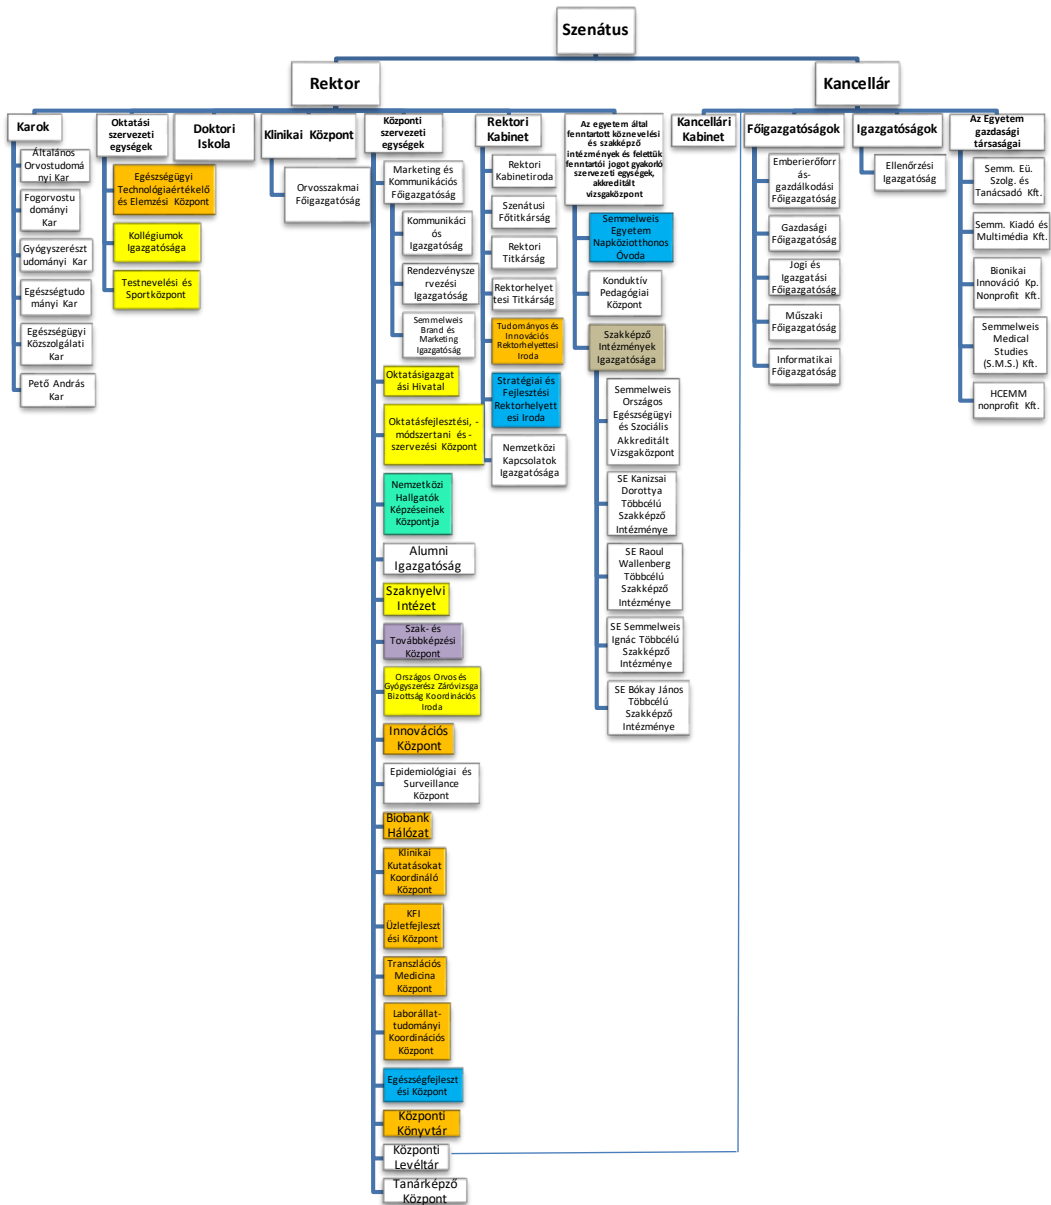 Szenátus
Rektor
Kancellár
Karok
Általános
Orvostudomá
nyi Kar
Fogorvostu
dományi
Kar
Gyógyszerészt
udományi Kar
Egészségtudo
mányi Kar
Egészségügyi
Közszolgálati
Kar
Pető András
Kar
Oktatási
szervezeti
egységek
Egészségügyi
Technológiaértékelő
és Elemzési Központ
Kollégiumok
Igazgatósága
Testnevelési és
Sportközpont
Doktori
Iskola
Klinikai Központ
Orvosszakmai
Főigazgatóság
Központi
szervezeti
egységek
Marketing és
Kommunikációs
Főigazgatóság
Kommunikáci
ós
Igazgatóság
Rendezvénysze
rvezési
Igazgatóság
Semmelweis
Brand és
Marketing
Igazgatóság
Oktatásigazgat
ási Hivatal
Oktatásfejlesztési, -
módszertani és -
szervezési Központ
Nemzetközi
Hallgatók
Képzéseinek
Központja
Alumni
Igazgatóság
Szaknyelvi
Intézet
Szak- és
Továbbképzési
Központ
Országos Orvos és
Gyógyszerész Záróvizsga
Bizottság Koordinációs
Iroda
Innovációs
Központ
Epidemiológiai és
Surveillance
Központ
Biobank
Hálózat
Klinikai
Kutatásokat
Koordináló
Központ
KFI
Üzletfejleszt
ési Központ
Transzlációs
Medicina
Központ
Laborállat-
tudományi
Koordinációs
Központ
Egészségfejleszt
ési Központ
Központi
Könyvtár
Központi
Levéltár
Tanárképző
Központ
Rektori
Kabinet
Rektori
Kabinetiroda
Szenátusi
Főtitkárság
Rektori
Titkárság
Rektorhelyet
tesi Titkárság
Tudományos és
Innovációs
Rektorhelyettesi
Iroda
Stratégiai és
Fejlesztési
Rektorhelyett
esi Iroda
Nemzetközi
Kapcsolatok
Igazgatósága
Az egyetem által
fenntartott köznevelési
és szakképző
intézmények és felettük
fenntartói jogot gyakorló
szervezeti egységek,
akkreditált
vizsgaközpont
Semmelweis
Egyetem
Napköziotthonos
Óvoda
Konduktív
Pedagógiai
Központ
Szakképző
Intézmények
Igazgatósága
Semmelweis
Országos
Egészségügyi
és Szociális
Akkreditált
Vizsgaközpont
SE Kanizsai
Dorottya
Többcélú
Szakképző
Intézménye
SE Raoul
Wallenberg
Többcélú
Szakképző
Intézménye
SE Semmelweis
Ignác Többcélú
Szakképző
Intézménye
SE Bókay János
Többcélú
Szakképző
Intézménye
Kancellári
Kabinet
Főigazgatóságok
Emberierőforr
ás-
gazdálkodási
Főigazgatóság
Gazdasági
Főigazgatóság
Jogi és
Igazgatási
Főigazgatóság
Műszaki
Főigazgatóság
Informatikai
Főigazgatóság
Igazgatóságok
Ellenőrzési
Igazgatóság
Az Egyetem
gazdasági
társaságai
Semm. Eü.
Szolg. és
Tanácsadó Kft.
Semm. Kiadó és
Multimédia Kft.
Bionikai
Innováció Kp.
Nonprofit Kft.
Semmelweis
Medical
Studies
(S.M.S.) Kft.
HCEMM
nonprofit Kft.